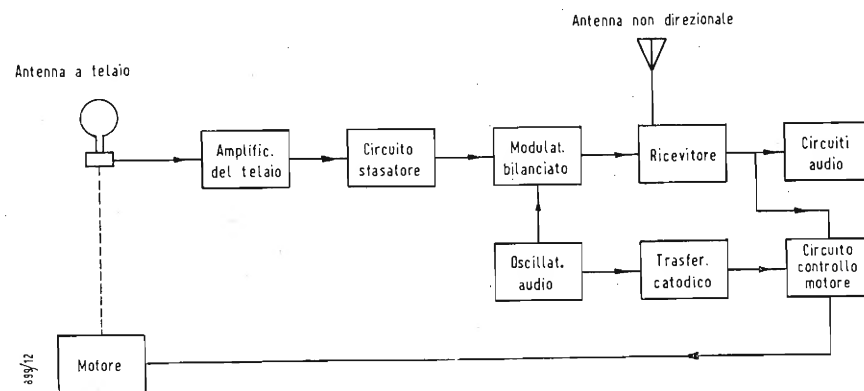 Antenna non direzionale
Antenna a telaio
Amplific.
del telaio
Circuito
stasalore
Modulat.
bilanciato
Ricevitore
Circuiti
audio
Oscillat.
audio
Trasfer.
catodico
Circuito
controllo
motore
Motore
899/12